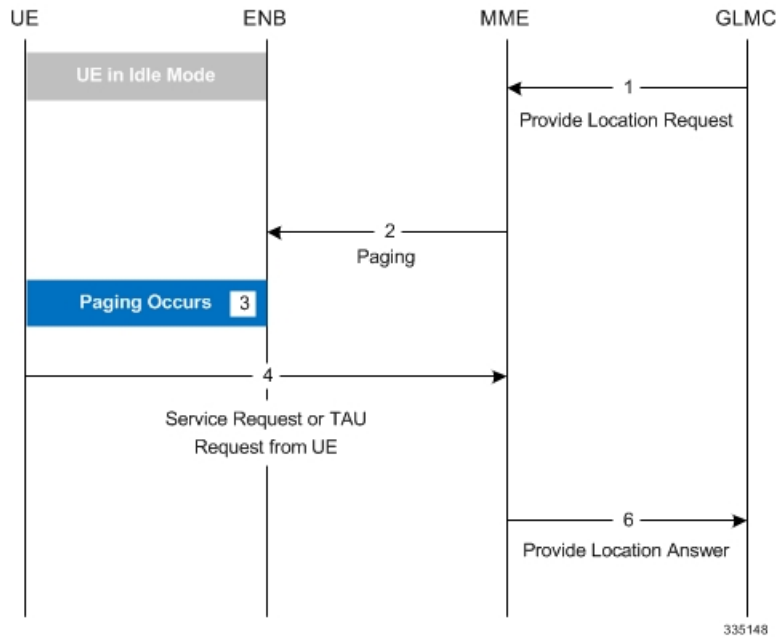 UE ENB MME GLMC
UE in Idle Mode
1
Provide Location Request
2
Paging
Paging Occurs 3
4
Service Request or TAU
Request from UE
6
Provide Location Answer
335148